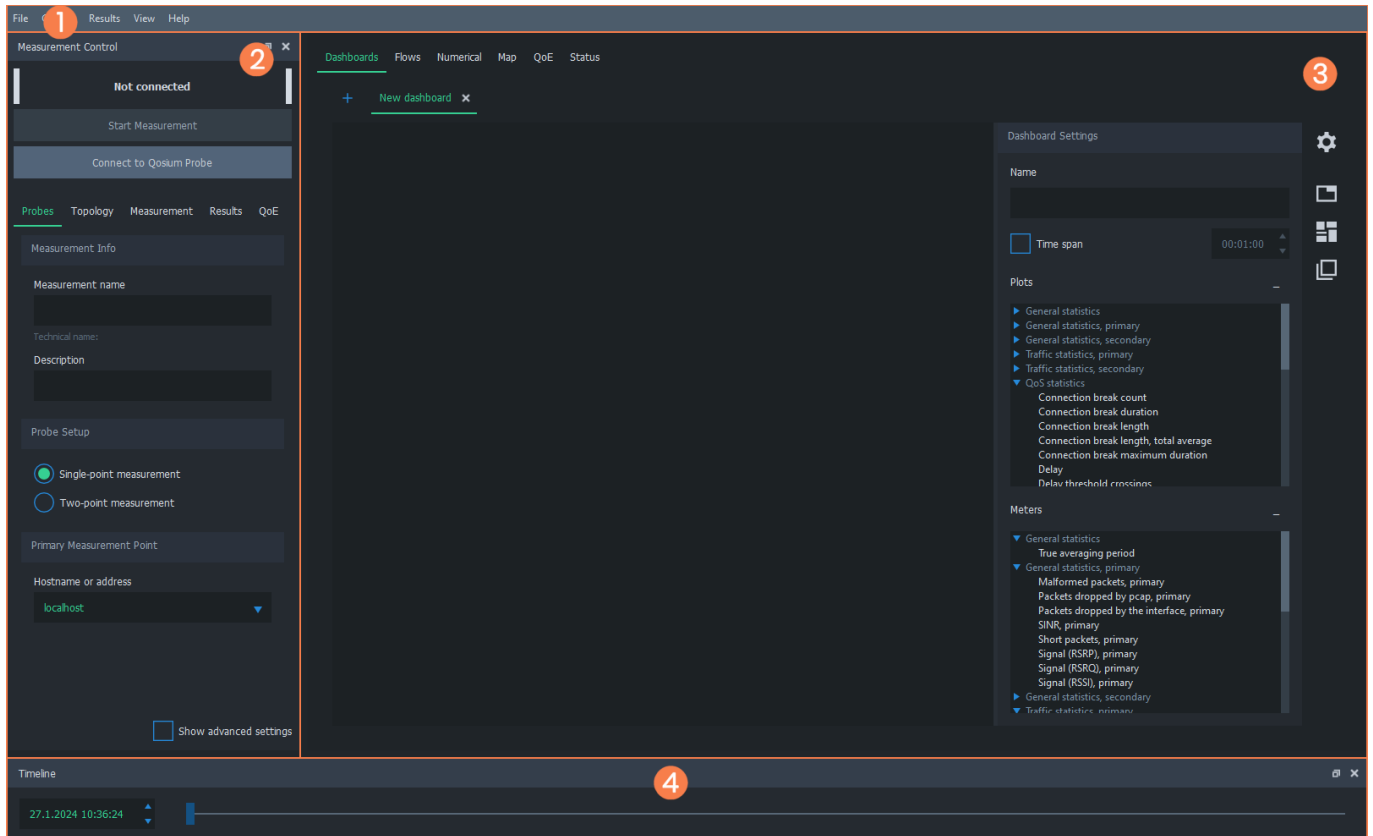 File
Results
View
Help
1
Measurement Control
2
Not connected
Start Measurement
Connect to Qosium Probe
Probes
Topology
Measurement
Results
QoE
Measurement Info
Measurement name
Technical name:
Description
Probe Setup
Single-point measurement
Two-point measurement
Primary Measurement Point
Hostname or address
localhost
Show advanced settings
Dashboards
Flows
Numerical
Map
QoE
Status
3
+
New dashboard
Dashboard Settings
Name
Time span
00:01:00
Plots
General statistics
General statistics, primary
General statistics, secondary
Traffic statistics, primary
Traffic statistics, secondary
QoS statistics
Connection break count
Connection break duration
Connection break length
Connection break length, total average
Connection break maximum duration
Delay
Delay threshold crossings
Meters
General statistics
True averaging period
General statistics, primary
Malformed packets, primary
Packets dropped by pcap, primary
Packets dropped by the interface, primary
SINR, primary
Short packets, primary
Signal (RSRP), primary
Signal (RSRQ), primary
Signal (RSSI), primary
General statistics, secondary
Traffic statistics, primary
Timeline
4
27.1.2024 10:36:24